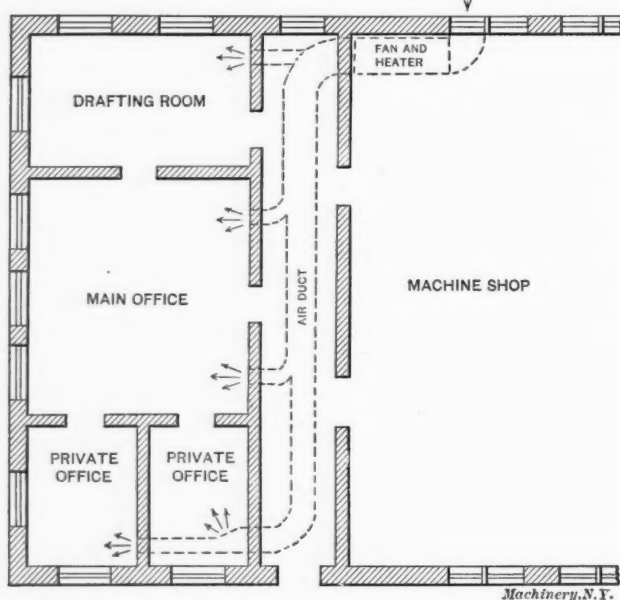 FAN AND
HEATER
DRAFTING ROOM
MAIN OFFICE
AIR DUCT
MACHINE SHOP
PRIVATE
OFFICE
PRIVATE
OFFICE
Machinery,N.Y.